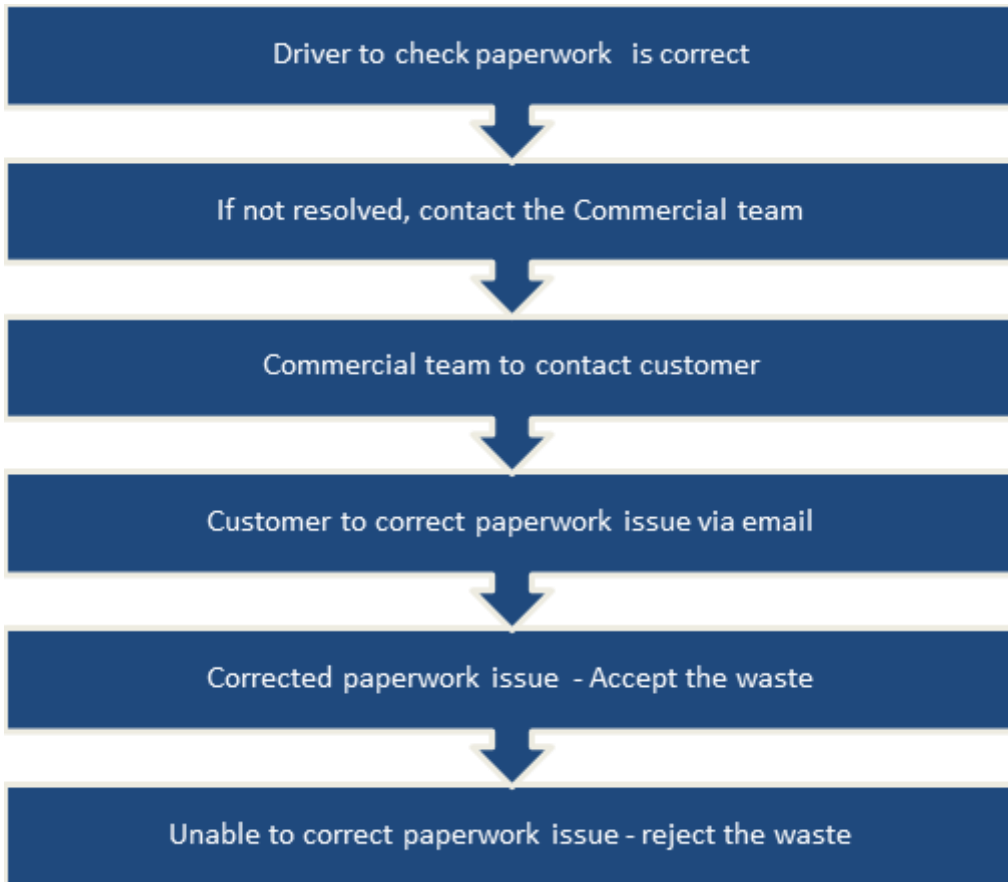 Driver to check paperwork is correct
If not resolved, contact the Commercial team
Commercial team to contact customer
Customer to correct paperwork issue via email
Corrected paperwork issue - Accept the waste
Unable to correct paperwork issue - reject the waste